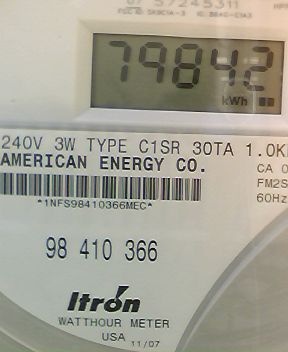 79842
kWh
240V 3W TYPE C1SR 30TA 1.0K
AMERICAN ENERGY CO.
CA 0
FM2S
60Hz
*1NFS98410366MEC*
98 410 366
Itrón
WATTHOUR METER
USA 11/07